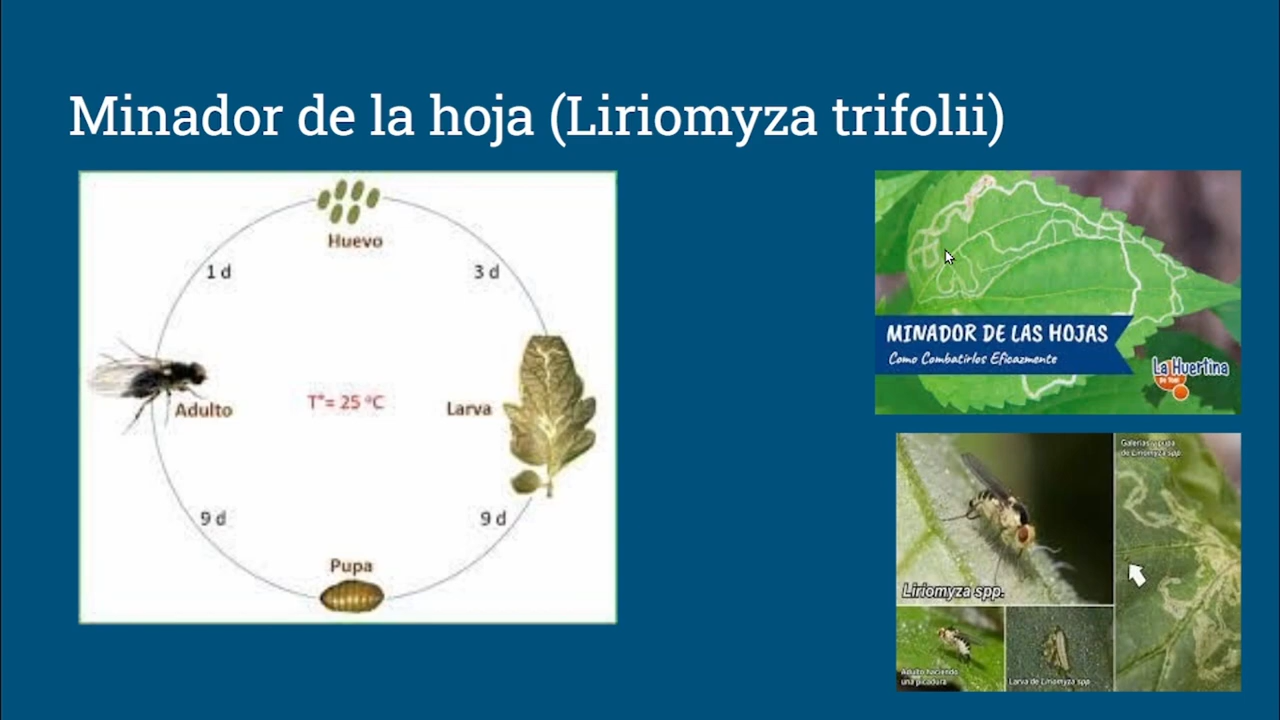 Minador de la hoja (Liriomyza trifolii)
Huevo
1 d
3 d
Adulto
T°= 25 °C
Larva
9 d
9 d
Pupa
MINADOR DE LAS HOJAS
Como Combatirlos Eficazmente
La Huertina
De Toni
Galerías y pupa
de Liriomyza spp.
Liriomyza spp.
Adulto haciendo
una picadura
Larva de Liriomyza spp.